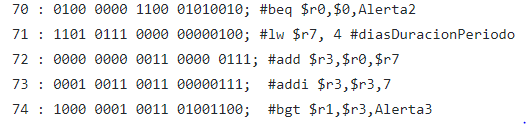 70 : 0100 0000 1100 01010010; #beq $r0,$0,Alerta2
71 : 1101 0111 0000 00000100; #lw $r7, 4 #diasDuracionPeriodo
72 : 0000 0000 0011 0000 0111; #add $r3,$r0,$r7
73 : 0001 0011 0011 00000111;  #addi $r3,$r3,7
74 : 1000 0001 0011 01001100;  #bgt $r1,$r3,Alerta3